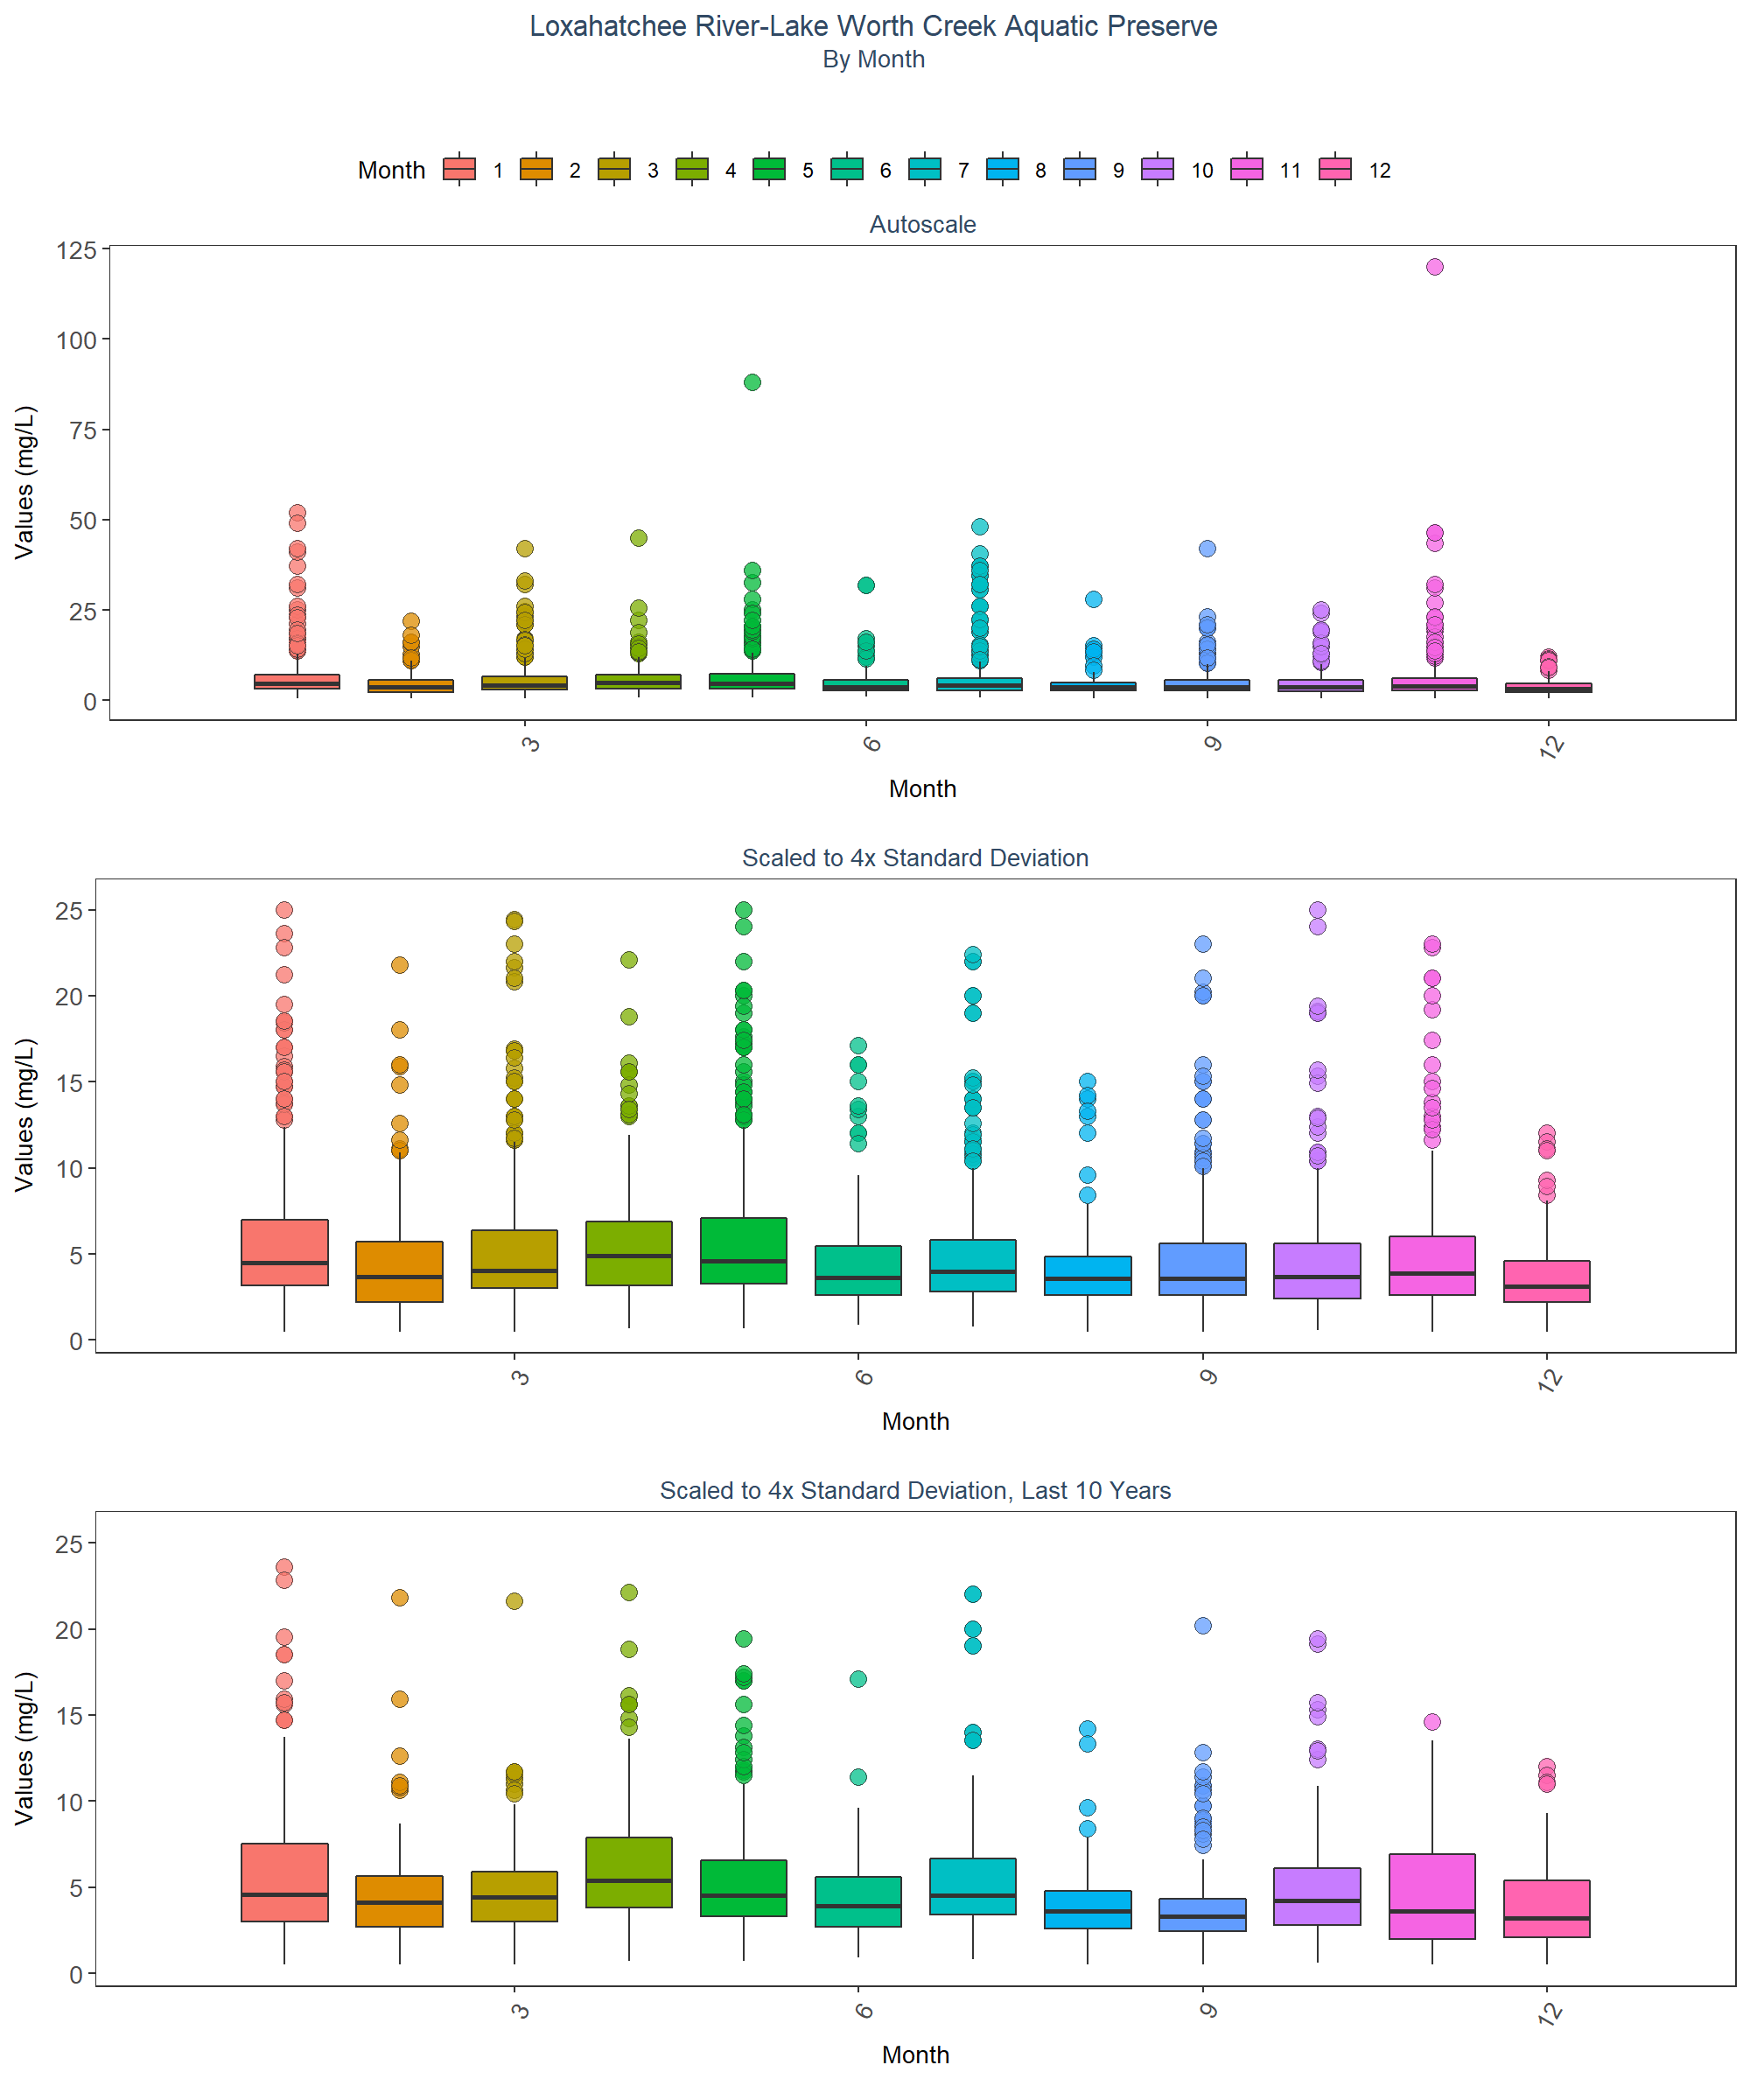 Loxahatchee River-Lake Worth Creek Aquatic Preserve
By Month
Month 1 2 3 4 5 6 7 8 9 10 11 12
Autoscale
Values (mg/L)
125
100
75
50
25
0
3 6 9 12
Month
Scaled to 4x Standard Deviation
Values (mg/L)
25
20
15
10
5
0
3 6 9 12
Month
Scaled to 4x Standard Deviation, Last 10 Years
Values (mg/L)
25
20
15
10
5
0
3 6 9 12
Month